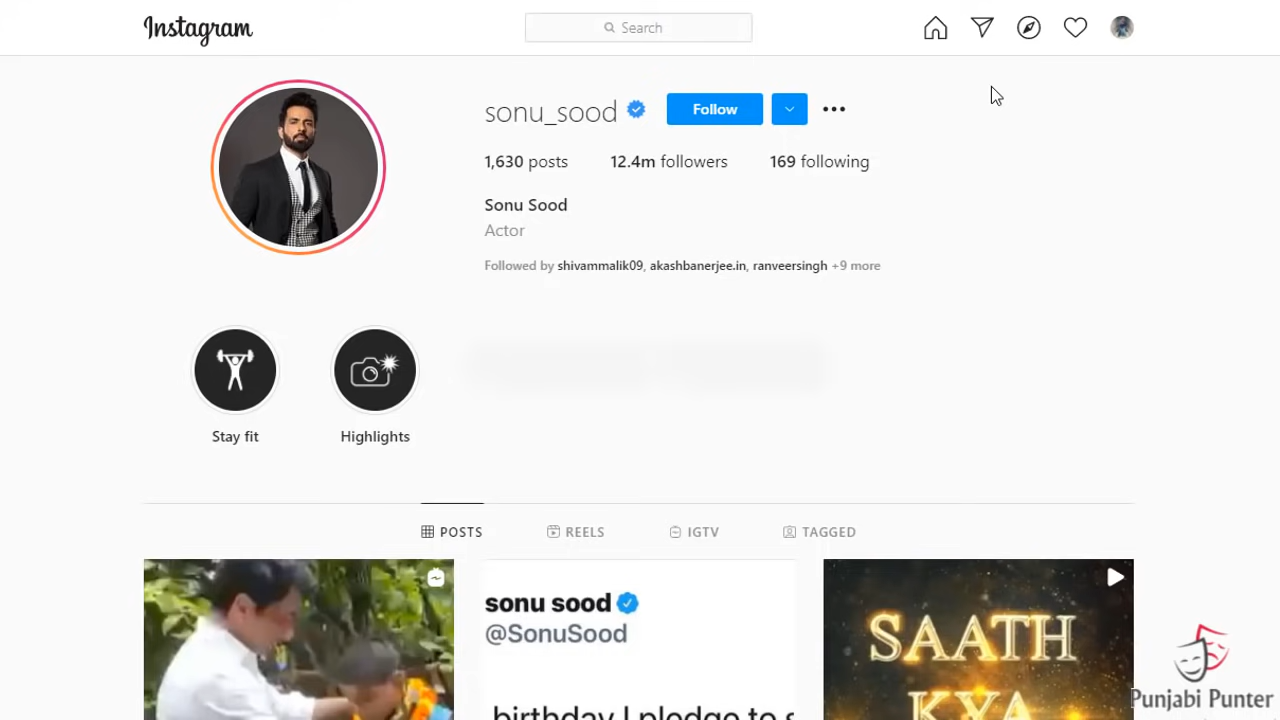 Instagram
Search
sonu_sood
Follow
1,630 posts 12.4m followers 169 following
Sonu Sood
Actor
Followed by shivammalik09, akashbanerjee.in, ranveersingh +9 more
Stay fit
Highlights
POSTS REELS IGTV TAGGED
sonu sood
@SonuSood
birthday I pledge to s
SAATH
KYA
Punjabi Punter